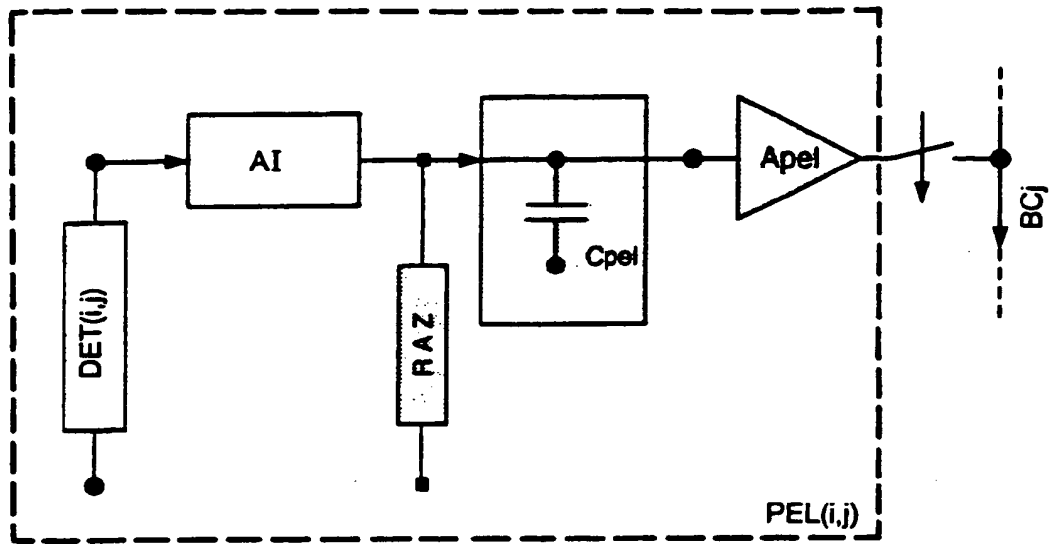 AI
Apel
BCj
Cpel
DET(i,j)
RAZ
PEL(i,j)